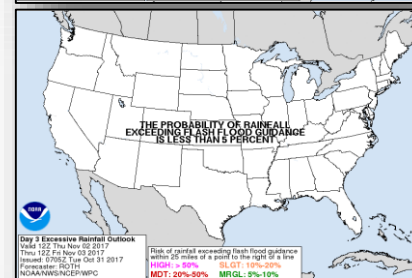 THE PROBABILITY OF RAINFALL
EXCEEDING FLASH FLOOD GUIDANCE
IS LESS THAN 5 PERCENT
noaa
Day 3 Excessive Rainfall Outlook
Valid 12Z Thu Nov 02 2017
Thru 12Z Fri Nov 03 2017
Issued: 0705Z Tue Oct 31 2017
Forecaster: ROTH
NOAA/NWS/NCEP/WPC
Risk of rainfall exceeding flash flood guidance
within 25 miles of a point to the right of a line
HIGH: > 50% SLGT: 10%-20%
MDT: 20%-50% MRGL: 5%-10%